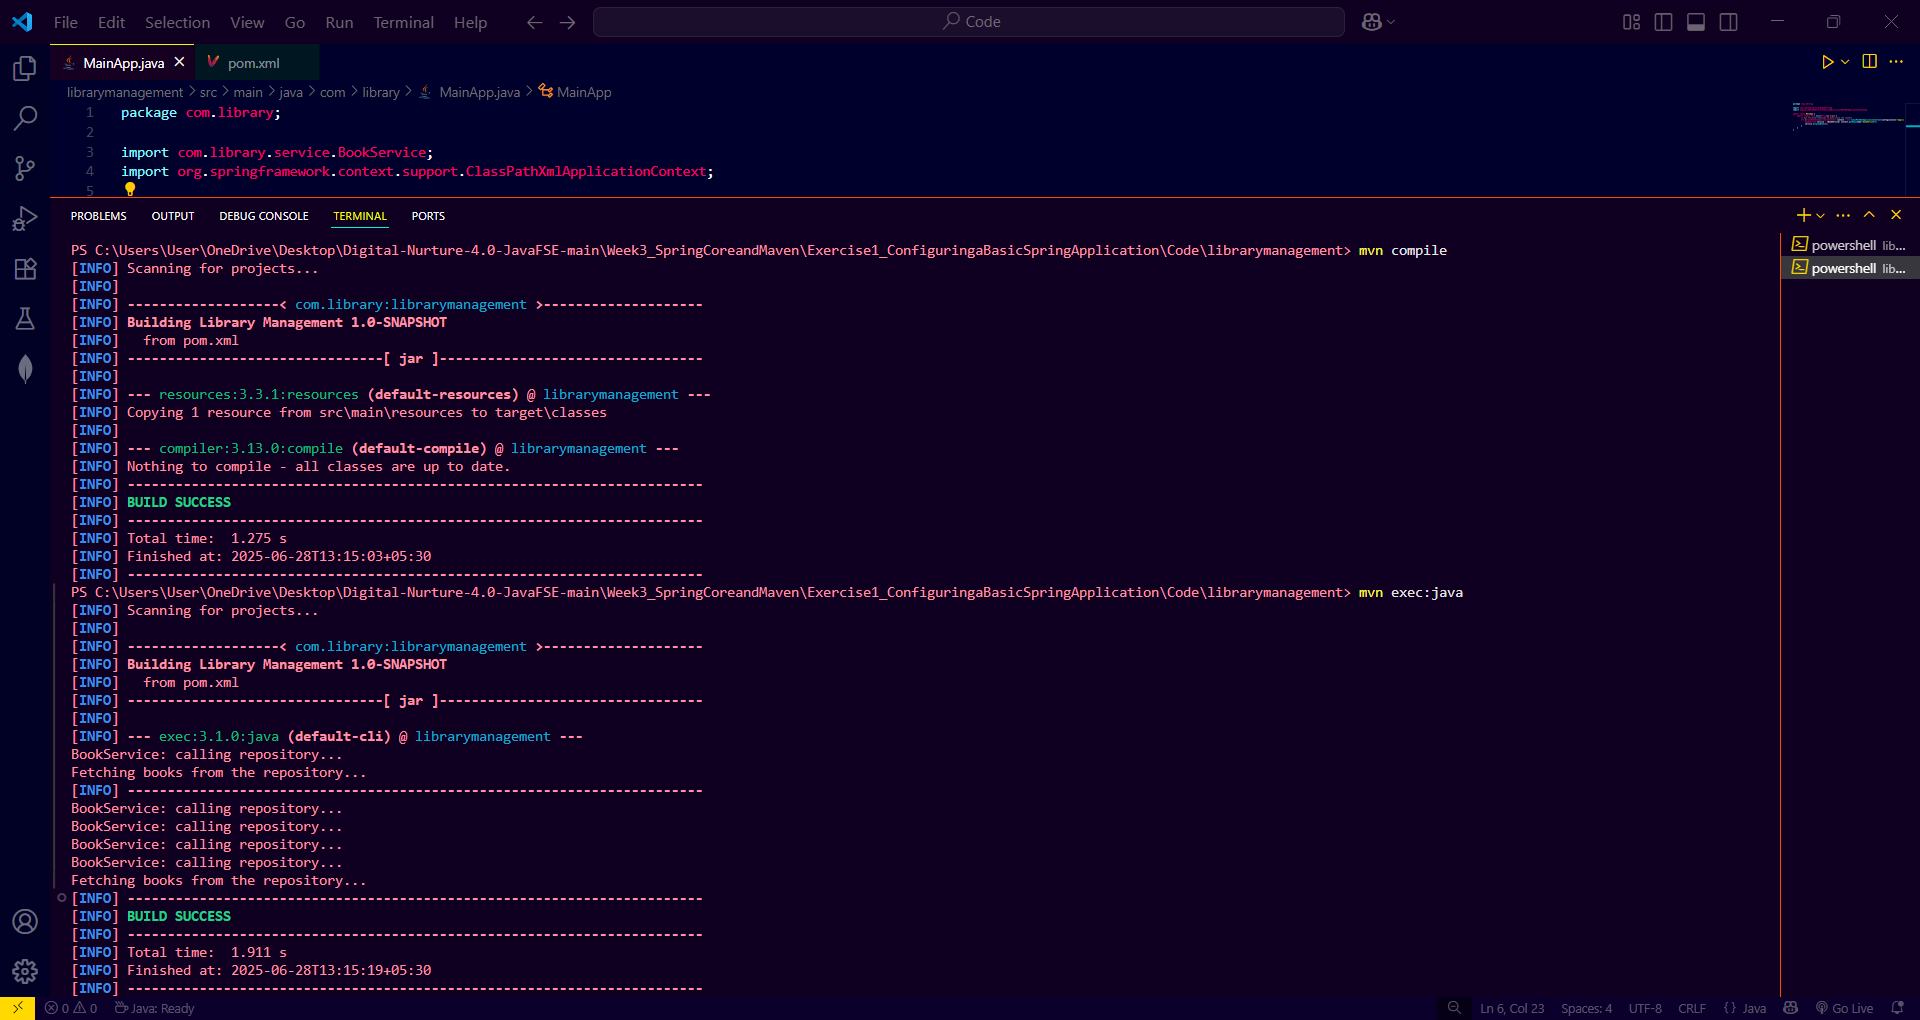 File Edit Selection View Go Run Terminal Help
Code
MainApp.java
pom.xml
librarymanagement > src > main > java > com > library > MainApp.java > MainApp
1 package com.library;
2
3 import com.library.service.BookService;
4 import org.springframework.context.support.ClassPathXmlApplicationContext;
5
PROBLEMS OUTPUT DEBUG CONSOLE TERMINAL PORTS
powershell lib...
powershell lib...
PS C:\Users\User\OneDrive\Desktop\Digital-Nurture-4.0-JavaFSE-main\Week3_SpringCoreandMaven\Exercise1_ConfiguringaBasicSpringApplication\Code\librarymanagement> mvn compile
[INFO] Scanning for projects...
[INFO]
[INFO] -------------------< com.library:librarymanagement >--------------------
[INFO] Building Library Management 1.0-SNAPSHOT
[INFO]   from pom.xml
[INFO] --------------------------------[ jar ]---------------------------------
[INFO]
[INFO] --- resources:3.3.1:resources (default-resources) @ librarymanagement ---
[INFO] Copying 1 resource from src\main\resources to target\classes
[INFO]
[INFO] --- compiler:3.13.0:compile (default-compile) @ librarymanagement ---
[INFO] Nothing to compile - all classes are up to date.
[INFO] ------------------------------------------------------------------------
[INFO] BUILD SUCCESS
[INFO] ------------------------------------------------------------------------
[INFO] Total time:  1.275 s
[INFO] Finished at: 2025-06-28T13:15:03+05:30
[INFO] ------------------------------------------------------------------------
PS C:\Users\User\OneDrive\Desktop\Digital-Nurture-4.0-JavaFSE-main\Week3_SpringCoreandMaven\Exercise1_ConfiguringaBasicSpringApplication\Code\librarymanagement> mvn exec:java
[INFO] Scanning for projects...
[INFO]
[INFO] -------------------< com.library:librarymanagement >--------------------
[INFO] Building Library Management 1.0-SNAPSHOT
[INFO]   from pom.xml
[INFO] --------------------------------[ jar ]---------------------------------
[INFO]
[INFO] --- exec:3.1.0:java (default-cli) @ librarymanagement ---
BookService: calling repository...
Fetching books from the repository...
[INFO] ------------------------------------------------------------------------
BookService: calling repository...
BookService: calling repository...
BookService: calling repository...
BookService: calling repository...
Fetching books from the repository...
[INFO] ------------------------------------------------------------------------
[INFO] BUILD SUCCESS
[INFO] ------------------------------------------------------------------------
[INFO] Total time:  1.911 s
[INFO] Finished at: 2025-06-28T13:15:19+05:30
[INFO] ------------------------------------------------------------------------
0 0 Java: Ready Ln 6, Col 23 Spaces: 4 UTF-8 CRLF {} Java Go Live